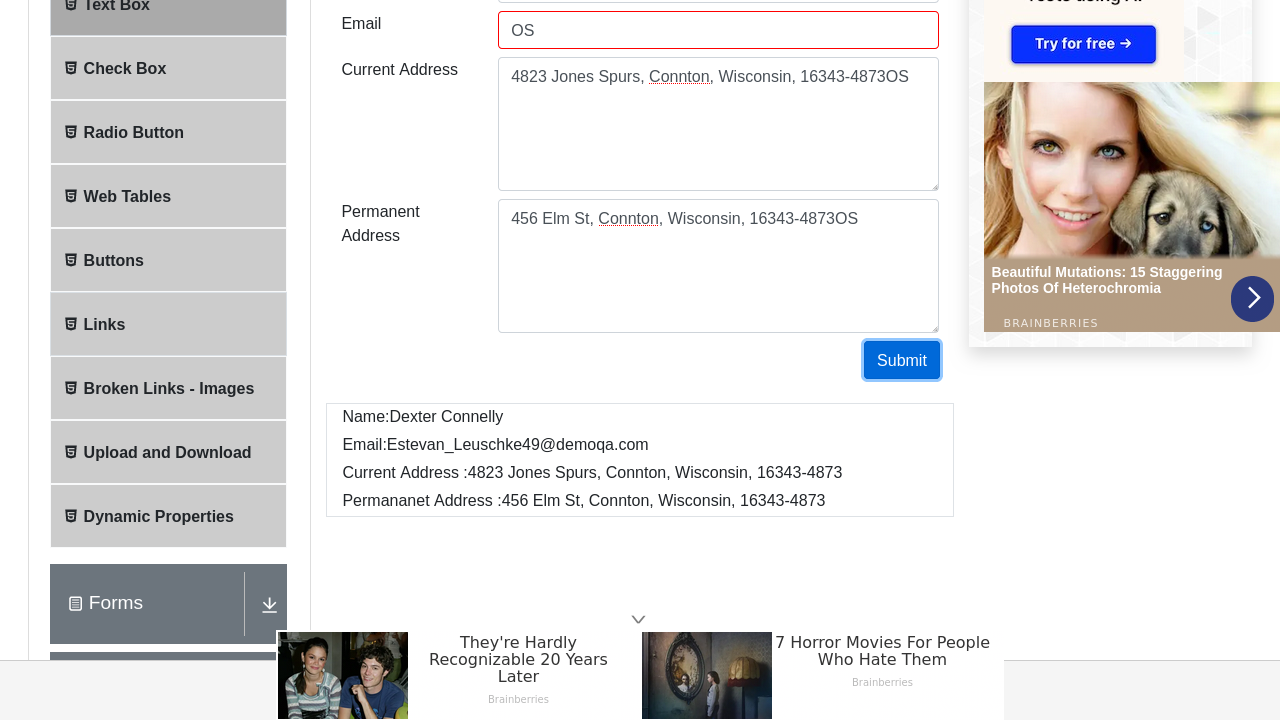 Text Box
Check Box
Radio Button
Web Tables
Buttons
Links
Broken Links - Images
Upload and Download
Dynamic Properties
Forms
Email
OS
Current Address
4823 Jones Spurs, Connton, Wisconsin, 16343-4873OS
Permanent
Address
456 Elm St, Connton, Wisconsin, 16343-4873OS
Submit
Name:Dexter Connelly
Email:Estevan_Leuschke49@demoqa.com
Current Address :4823 Jones Spurs, Connton, Wisconsin, 16343-4873
Permananet Address :456 Elm St, Connton, Wisconsin, 16343-4873
Try for free →
Beautiful Mutations: 15 Staggering
Photos Of Heterochromia
BRAINBERRIES
They're Hardly
Recognizable 20 Years
Later
Brainberries
7 Horror Movies For People
Who Hate Them
Brainberries